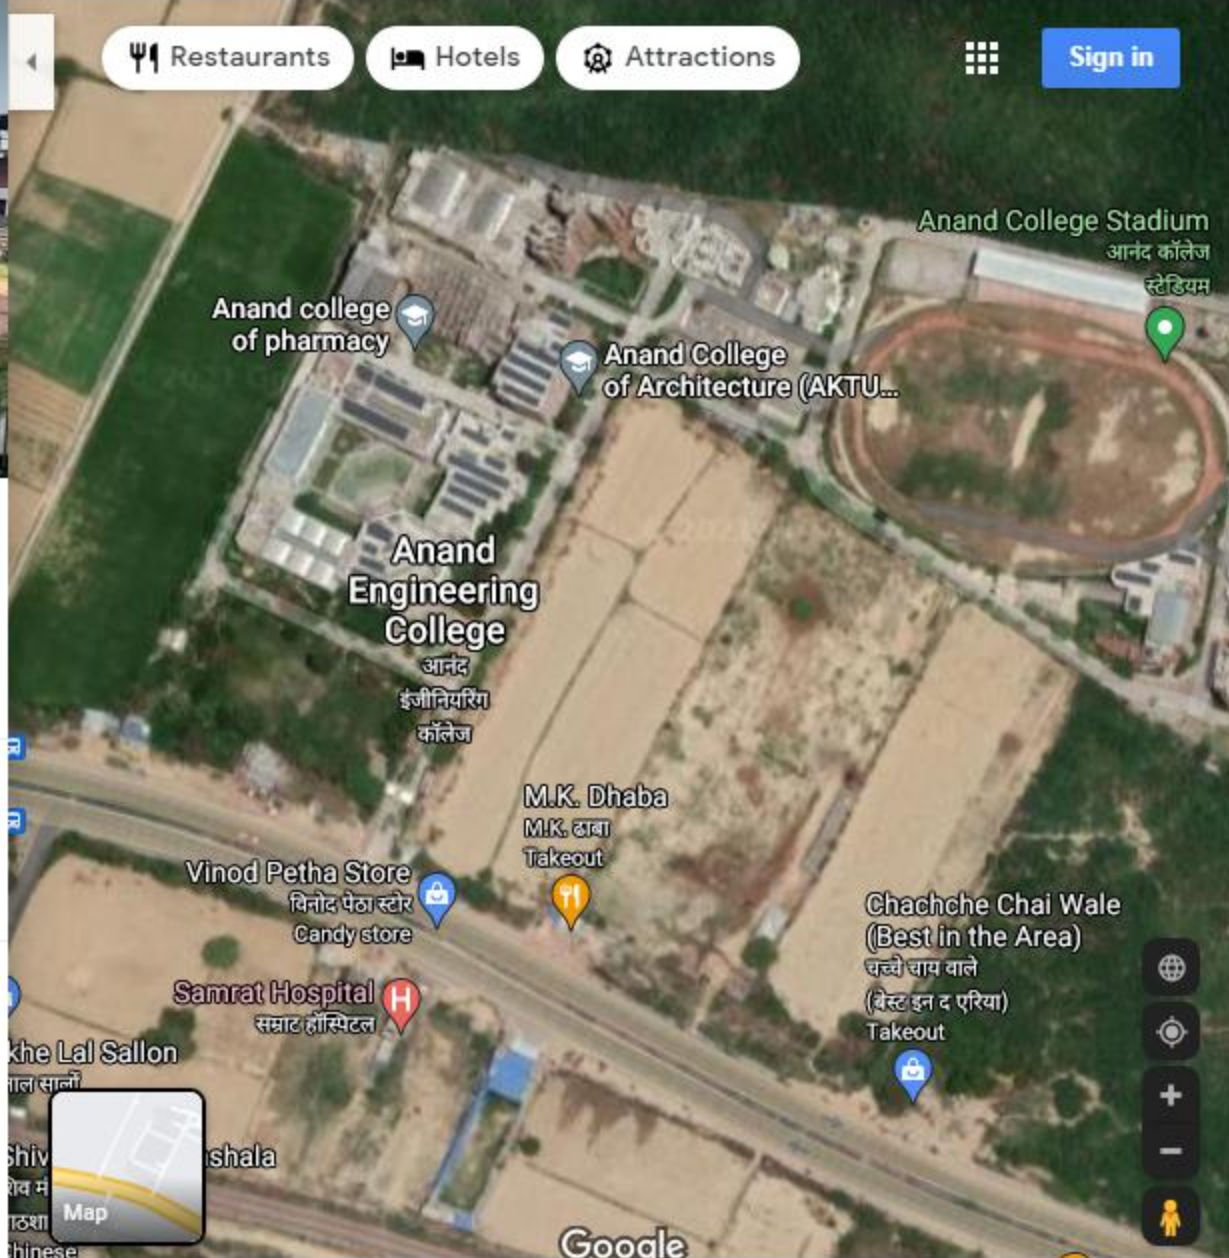 Restaurants
Hotels
Attractions
Sign in
Anand College Stadium
आनंद कॉलेज
स्टेडियम
Anand college
of pharmacy
Anand College
of Architecture (AKTU...
Anand
Engineering
College
आनंद
इंजीनियरिंग
कॉलेज
M.K. Dhaba
M.K. ढाबा
Takeout
Vinod Petha Store
विनोद पेठा स्टोर
Candy store
Chachche Chai Wale
(Best in the Area)
चच्चे चाय वाले
(बेस्ट इन द एरिया)
Takeout
Samrat Hospital
सम्राट हॉस्पिटल
H
khe Lal Sallon
लाल सालों
Shiv
shala
शिव मं
Map
Chinese
Google